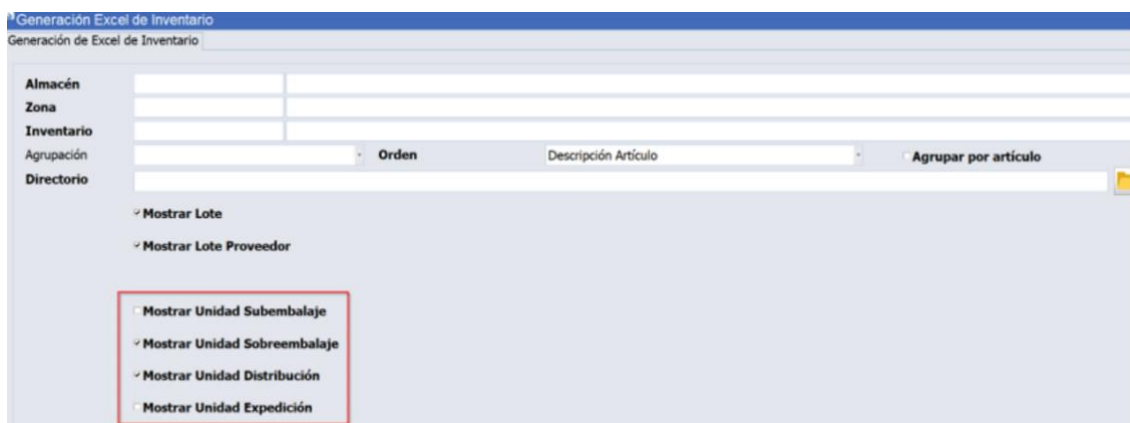 Generación Excel de Inventario
Generación de Excel de Inventario
Almacén
Zona
Inventario
Agrupación Orden Descripción Artículo Agrupar por artículo
Directorio
Mostrar Lote
Mostrar Lote Proveedor
Mostrar Unidad Subembalaje
Mostrar Unidad Sobreembalaje
Mostrar Unidad Distribución
Mostrar Unidad Expedición